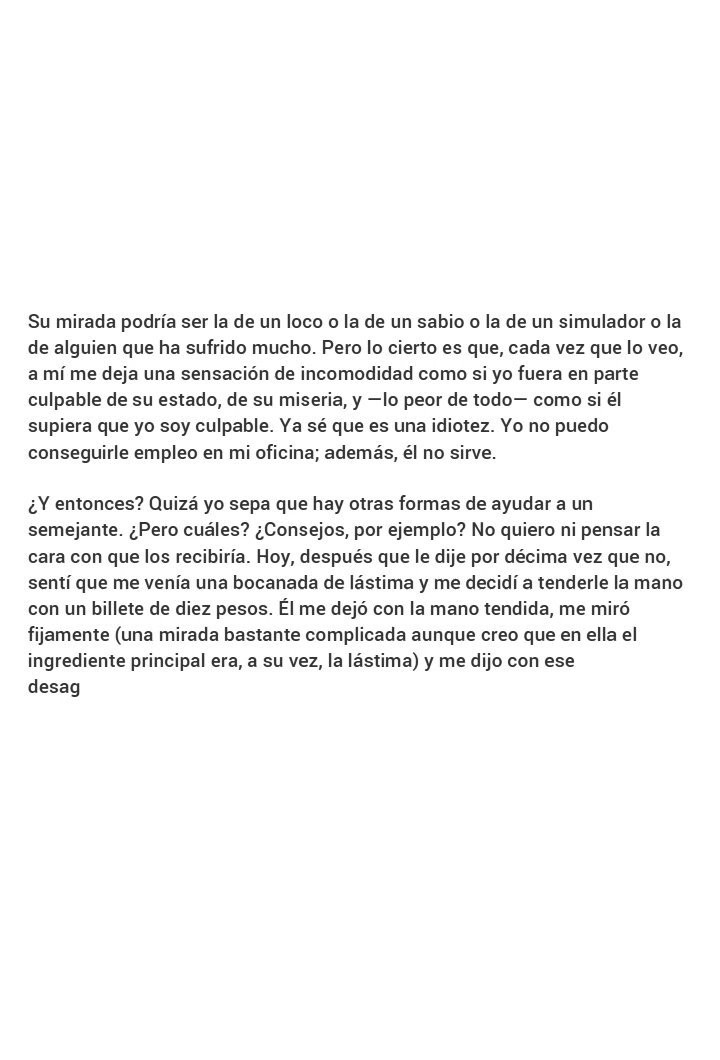 Su mirada podría ser la de un loco o la de un sabio o la de un simulador o la
de alguien que ha sufrido mucho. Pero lo cierto es que, cada vez que lo veo,
a mí me deja una sensación de incomodidad como si yo fuera en parte
culpable de su estado, de su miseria, y —lo peor de todo— como si él
supiera que yo soy culpable. Ya sé que es una idiotez. Yo no puedo
conseguirle empleo en mi oficina; además, él no sirve.
¿Y entonces? Quizá yo sepa que hay otras formas de ayudar a un
semejante. ¿Pero cuáles? ¿Consejos, por ejemplo? No quiero ni pensar la
cara con que los recibiría. Hoy, después que le dije por décima vez que no,
sentí que me venía una bocanada de lástima y me decidí a tenderle la mano
con un billete de diez pesos. Él me dejó con la mano tendida, me miró
fijamente (una mirada bastante complicada aunque creo que en ella el
ingrediente principal era, a su vez, la lástima) y me dijo con ese
desag